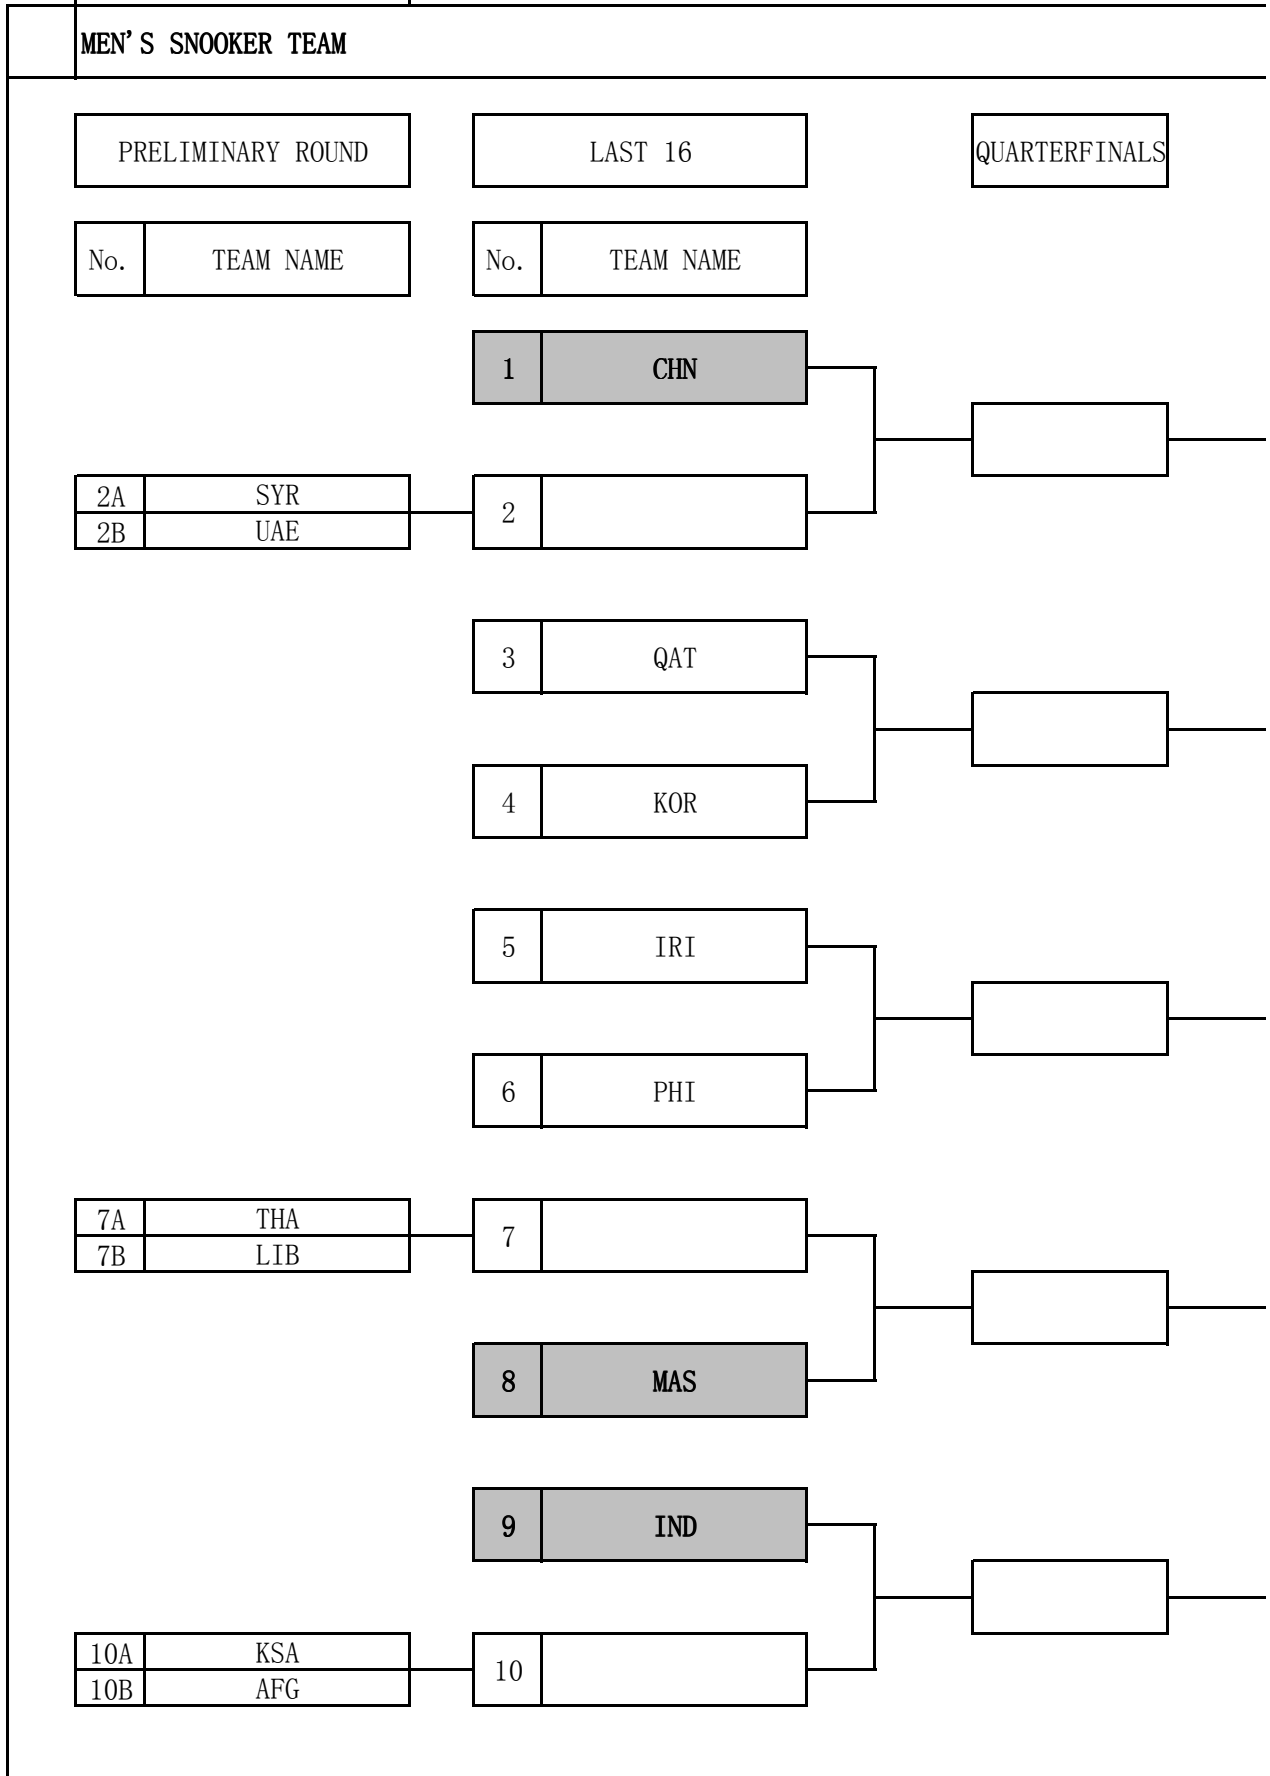 MEN'S SNOOKER TEAM
PRELIMINARY ROUND LAST 16 QUARTERFINALS
No. TEAM NAME No. TEAM NAME
1 CHN
2A SYR
2
2B UAE
3 QAT
4 KOR
5 IRI
6 PHI
7A THA
7
7B LIB
8 MAS
9 IND
10A KSA
10
10B AFG